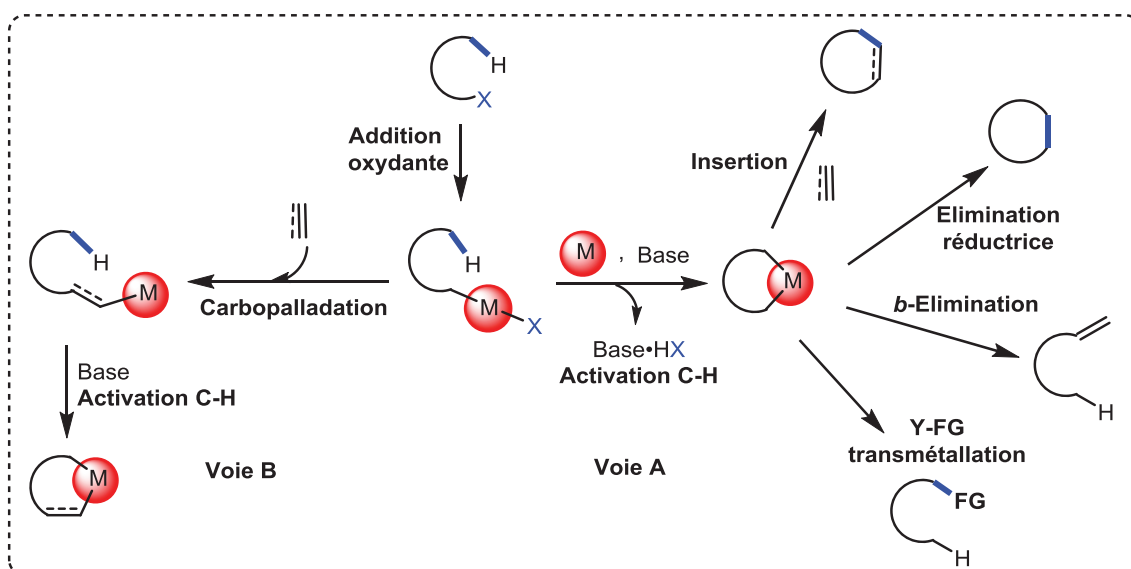 H
X
Addition
oxydante
Insertion
Elimination
réductrice
H
M
Carbopalladation
H
M
X
M , Base
Base•HX
Activation C-H
M
b-Elimination
H
Base
Activation C-H
M
Voie B
Voie A
Y-FG
transmétallation
FG
H